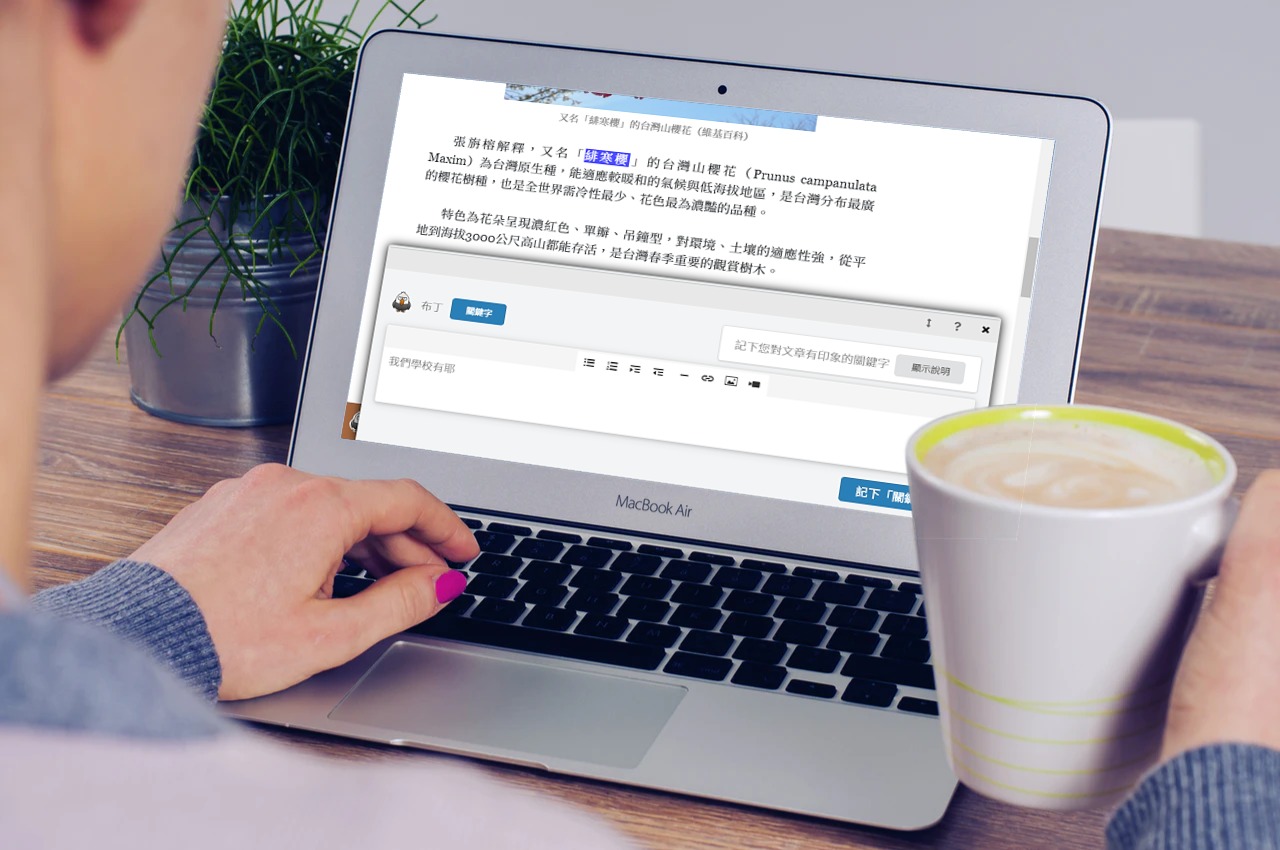 又名「緋寒櫻」的台灣山櫻花（維基百科）
張旂榕解釋，又名「緋寒櫻」的台灣山櫻花（Prunus campanulata
Maxim）為台灣原生種，能適應較暖和的氣候與低海拔地區，是台灣分布最廣
的櫻花樹種，也是全世界需冷性最少、花色最為濃豔的品種。
特色為花朵呈現濃紅色、單瓣、吊鐘型，對環境、土壤的適應性強，從平
地到海拔3000公尺高山都能存活，是台灣春季重要的觀賞樹木。
?
布丁 關鍵字
記下您對文章有印象的關鍵字 顯示說明
我們學校有耶
記下「關
MacBook Air